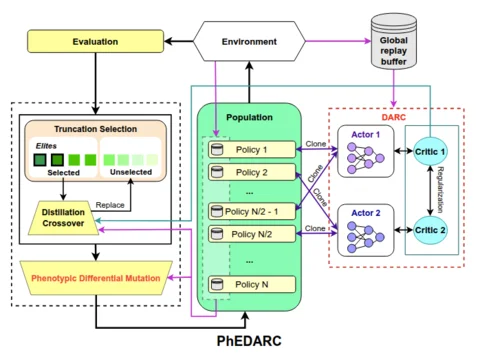 Evaluation
Environment
Global
replay
buffer
Truncation Selection
Elites
Selected
Unselected
Replace
Distillation
Crossover
Phenotypic Differential Mutation
Population
Policy 1
Policy 2
...
Policy N/2 - 1
Policy N/2
...
Policy N
Clone
Clone
Clone
Clone
DARC
Actor 1
Critic 1
Regularization
Actor 2
Critic 2
PhEDARC